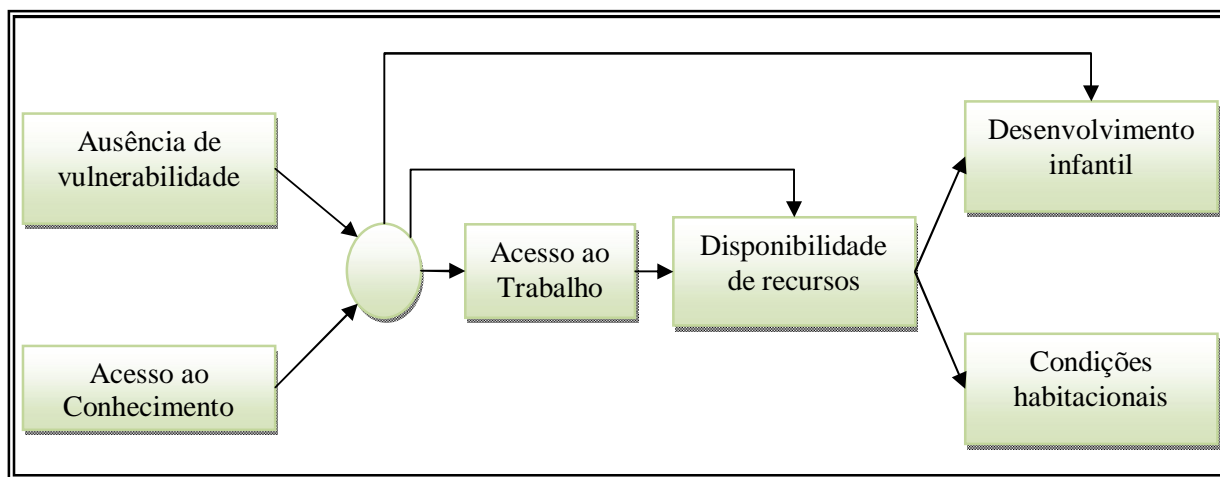 Ausência de
vulnerabilidade
Acesso ao
Conhecimento
Acesso ao
Trabalho
Disponibilidade
de recursos
Desenvolvimento
infantil
Condições
habitacionais